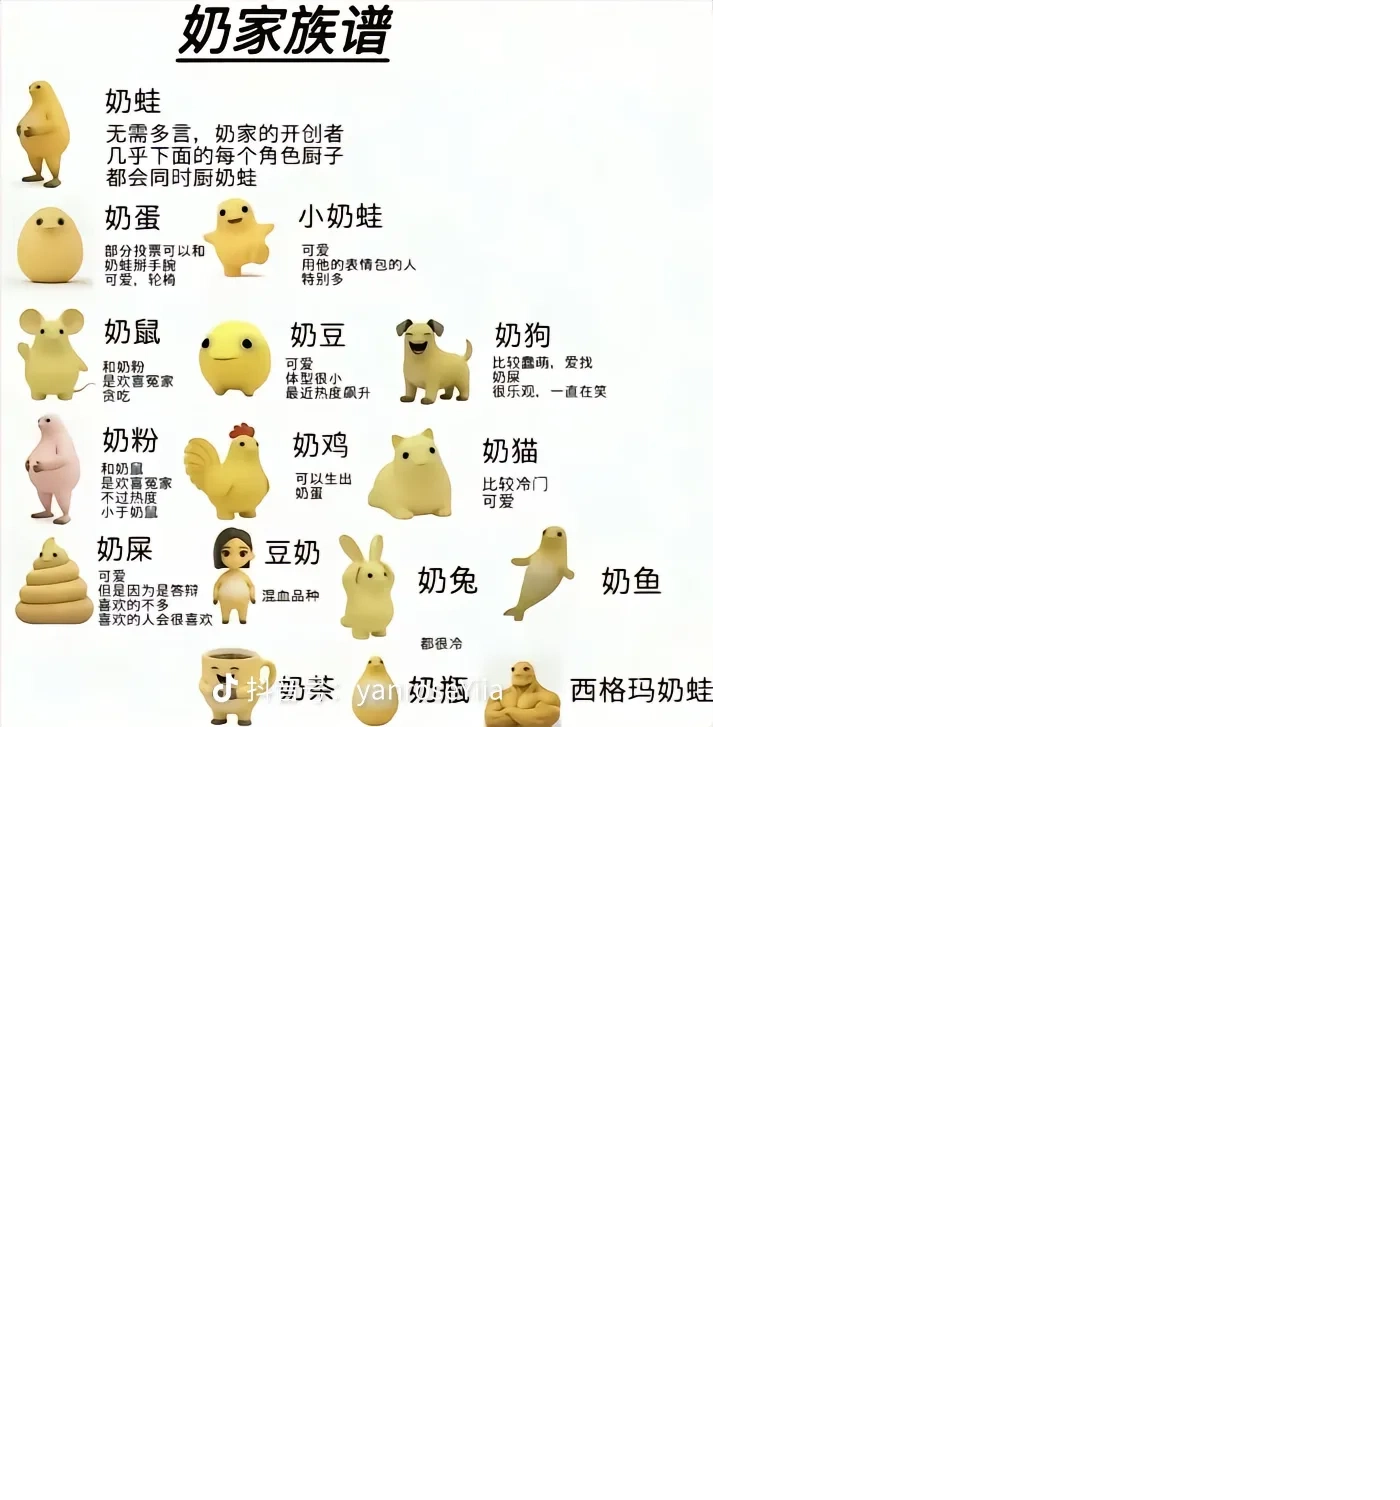 奶家族谱
奶蛙
无需多言，奶家的开创者
几乎下面的每个角色厨子
都会同时厨奶蛙
奶蛋
部分投票可以和
奶蛙掰手腕
可爱，轮椅
小奶蛙
可爱
用他的表情包的人
特别多
奶鼠
和奶粉
是欢喜冤家
贪吃
奶豆
可爱
体型很小
最近热度飙升
奶狗
比较蠢萌，爱找
奶屎
很乐观，一直在笑
奶粉
和奶鼠
是欢喜冤家
不过热度
小于奶鼠
奶鸡
可以生出
奶蛋
奶猫
比较冷门
可爱
奶屎
可爱
但是因为是答辩
喜欢的不多
喜欢的人会很喜欢
豆奶
混血品种
奶兔
奶鱼
都很冷
奶茶
奶瓶
西格玛奶蛙
抖音号：